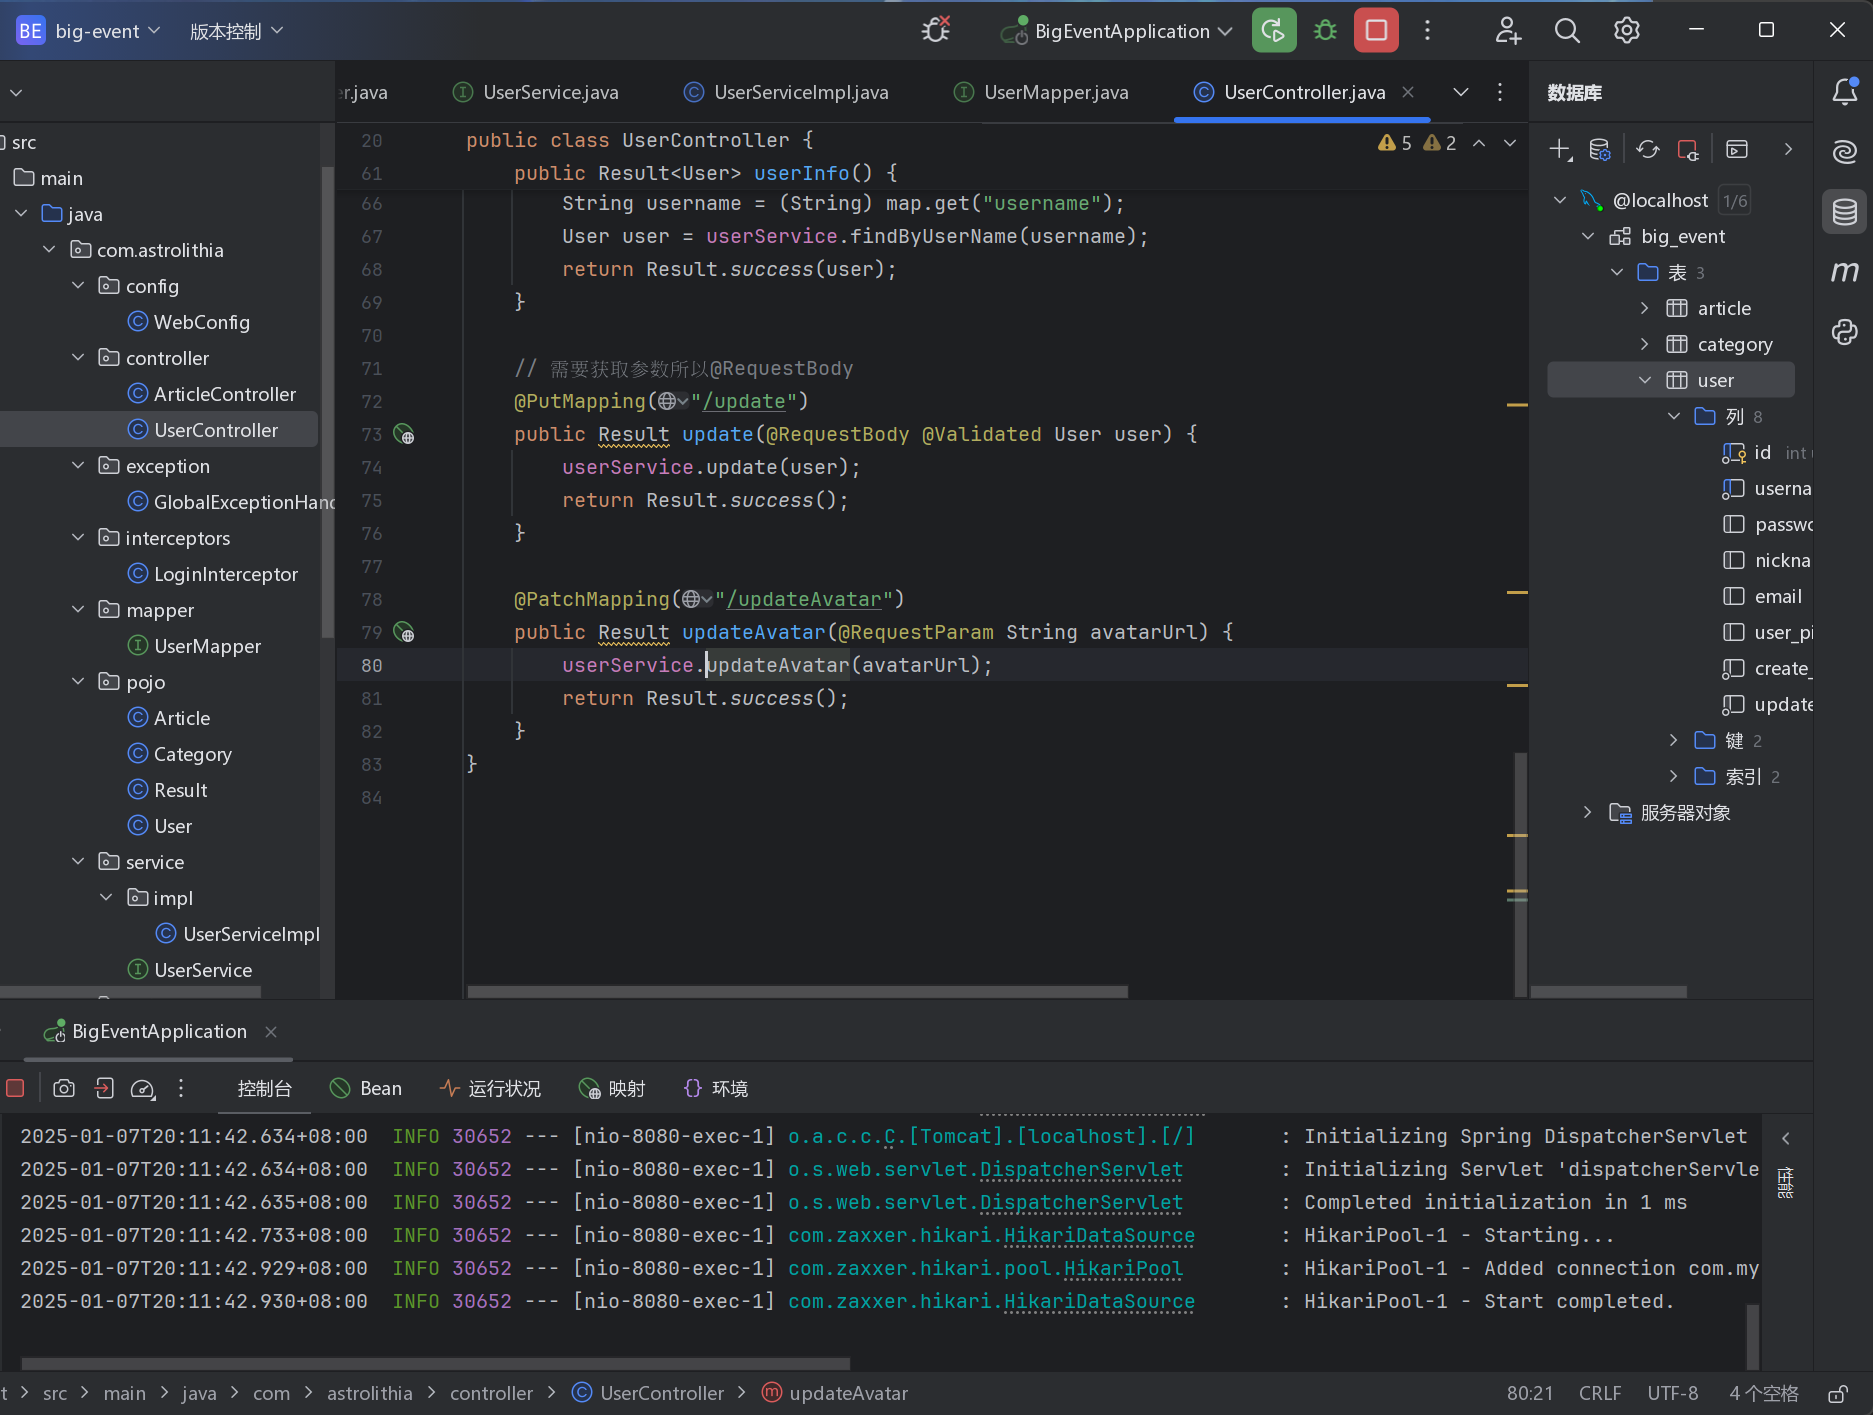 BE big-event 版本控制 BigEventApplication
er.java UserService.java UserServiceImpl.java UserMapper.java UserController.java
src
main
java
com.astrolithia
config
WebConfig
controller
ArticleController
UserController
exception
GlobalExceptionHand
interceptors
LoginInterceptor
mapper
UserMapper
pojo
Article
Category
Result
User
service
impl
UserServiceImpl
UserService
5 2
20 public class UserController {
61 public Result<User> userInfo() {
66 String username = (String) map.get("username");
67 User user = userService.findByUserName(username);
68 return Result.success(user);
69 }
70
71 // 需要获取参数所以@RequestBody
72 @PutMapping("/update")
73 public Result update(@RequestBody @Validated User user) {
74 userService.update(user);
75 return Result.success();
76 }
77
78 @PatchMapping("/updateAvatar")
79 public Result updateAvatar(@RequestParam String avatarUrl) {
80 userService.updateAvatar(avatarUrl);
81 return Result.success();
82 }
83 }
84
数据库
@localhost 1/6
big_event
表 3
article
category
user
列 8
id int u
userna
passwo
nickna
email
user_pi
create_
update
键 2
索引 2
服务器对象
m
BigEventApplication
控制台 Bean 运行状况 映射 环境
2025-01-07T20:11:42.634+08:00 INFO 30652 --- [nio-8080-exec-1] o.a.c.c.C.[Tomcat].[localhost].[/] : Initializing Spring DispatcherServlet
2025-01-07T20:11:42.634+08:00 INFO 30652 --- [nio-8080-exec-1] o.s.web.servlet.DispatcherServlet : Initializing Servlet 'dispatcherServle
2025-01-07T20:11:42.635+08:00 INFO 30652 --- [nio-8080-exec-1] o.s.web.servlet.DispatcherServlet : Completed initialization in 1 ms
2025-01-07T20:11:42.733+08:00 INFO 30652 --- [nio-8080-exec-1] com.zaxxer.hikari.HikariDataSource : HikariPool-1 - Starting...
2025-01-07T20:11:42.929+08:00 INFO 30652 --- [nio-8080-exec-1] com.zaxxer.hikari.pool.HikariPool : HikariPool-1 - Added connection com.my
2025-01-07T20:11:42.930+08:00 INFO 30652 --- [nio-8080-exec-1] com.zaxxer.hikari.HikariDataSource : HikariPool-1 - Start completed.
性能
t > src > main > java > com > astrolithia > controller > UserController > updateAvatar
80:21 CRLF UTF-8 4 个空格